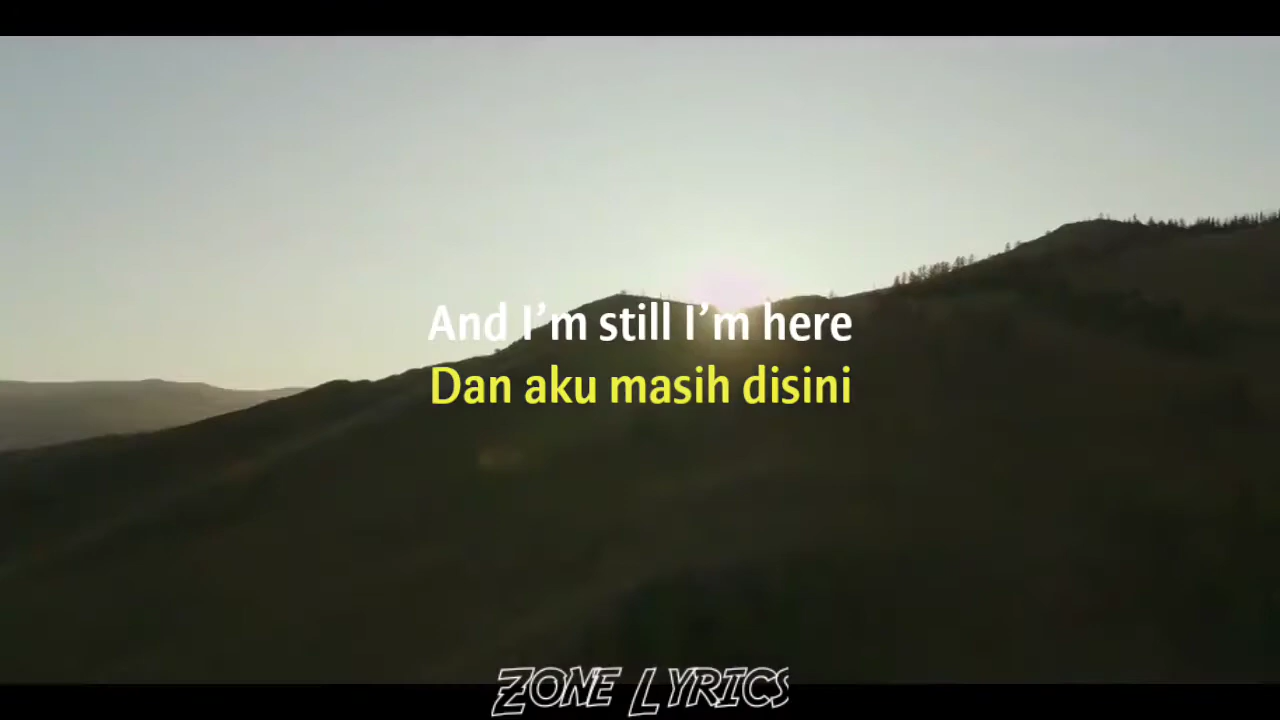 And I’m still I’m here
Dan aku masih disini
ZONE LYRICS